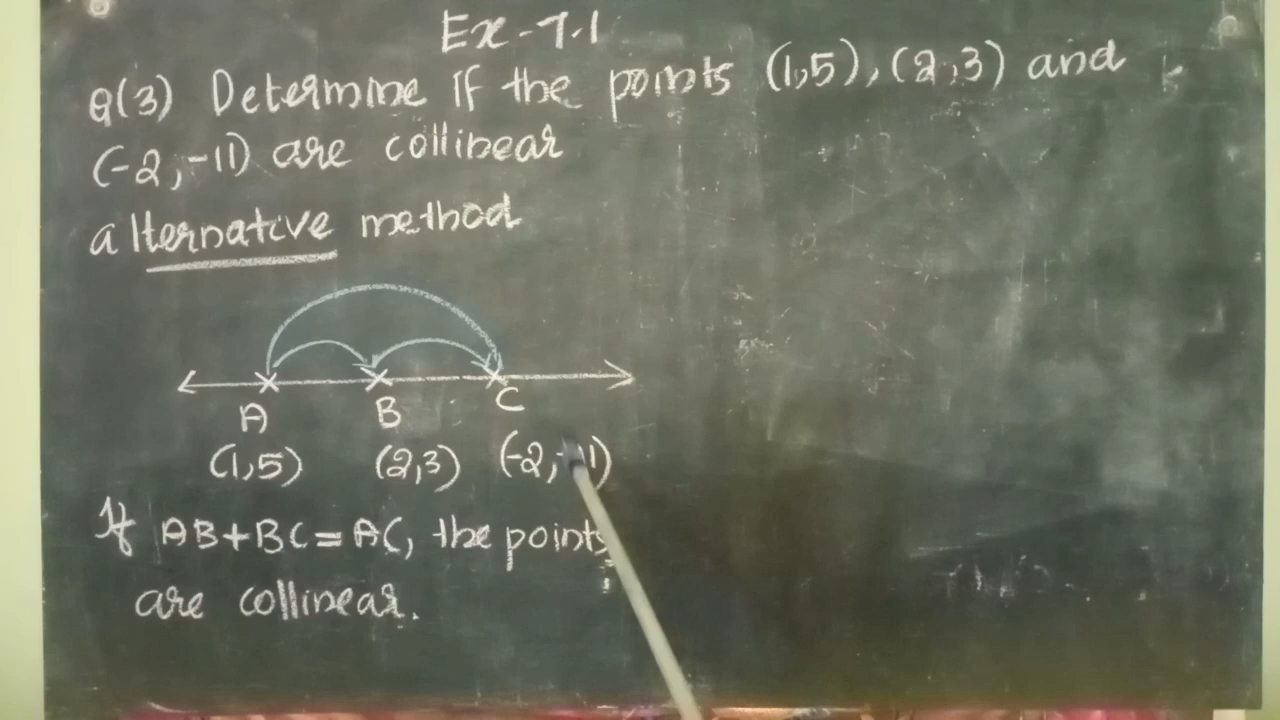 Ex-7.1
Q(3) Determine If the points (1,5), (2,3) and
(-2,-11) are collinear
alternative method
A B C
(1,5) (2,3) (-2,-11)
If AB+BC=AC, the points
are collinear.